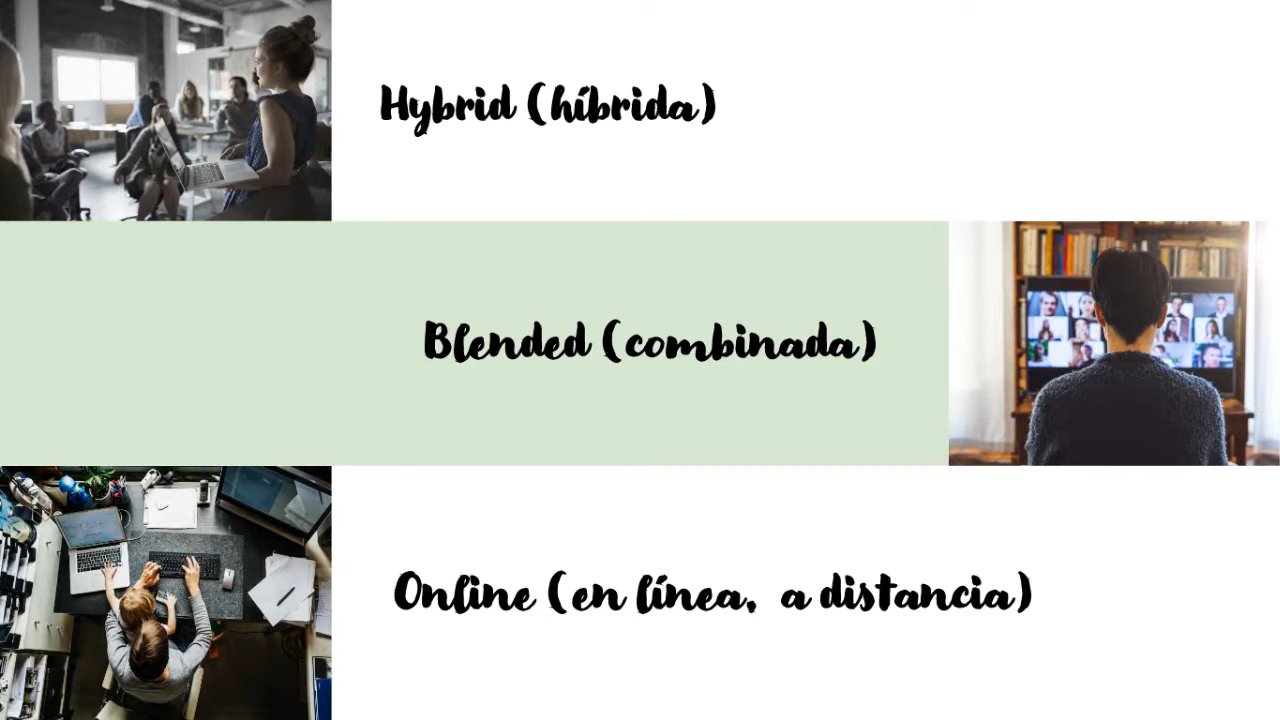 Hybrid (híbrida)
Blended (combinada)
Online (en línea, a distancia)